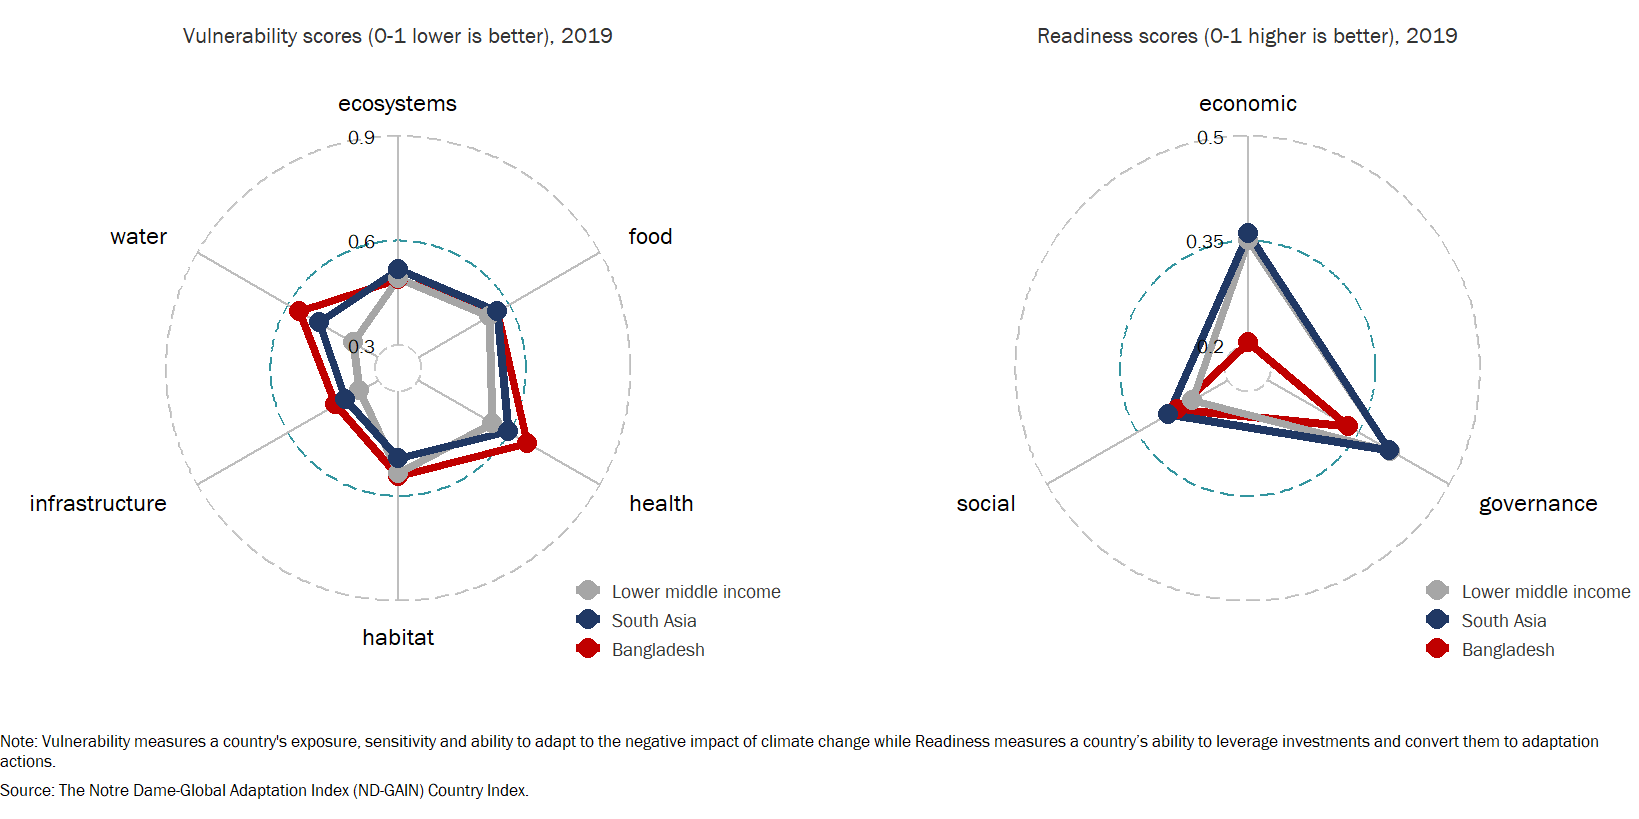 Vulnerability scores (0-1 lower is better), 2019
ecosystems
0.9
water
0.6
food
0.3
infrastructure
health
habitat
Lower middle income
South Asia
Bangladesh
Readiness scores (0-1 higher is better), 2019
economic
0.5
0.35
0.2
social
governance
Lower middle income
South Asia
Bangladesh
Note: Vulnerability measures a country's exposure, sensitivity and ability to adapt to the negative impact of climate change while Readiness measures a country’s ability to leverage investments and convert them to adaptation
actions.
Source: The Notre Dame-Global Adaptation Index (ND-GAIN) Country Index.